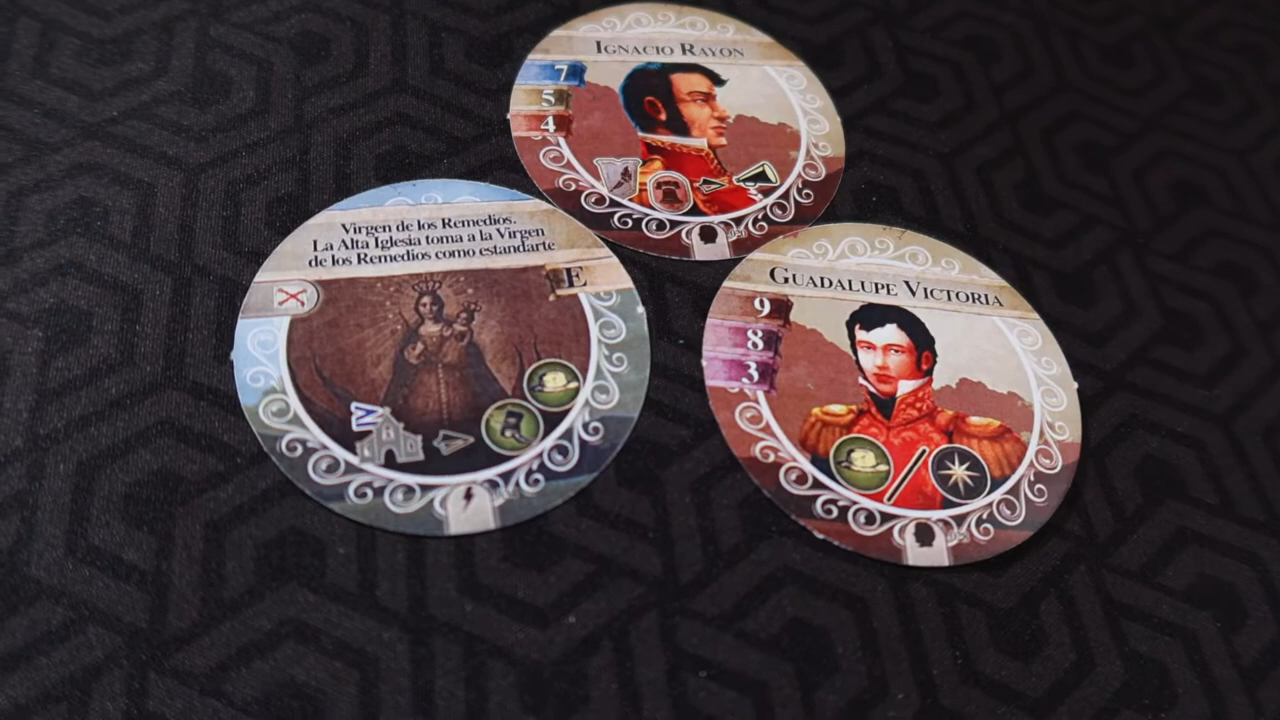 IGNACIO RAYON
7
5
4
Virgen de los Remedios.
La Alta Iglesia toma a la Virgen
de los Remedios como estandarte
E
IV
GUADALUPE VICTORIA
9
8
3